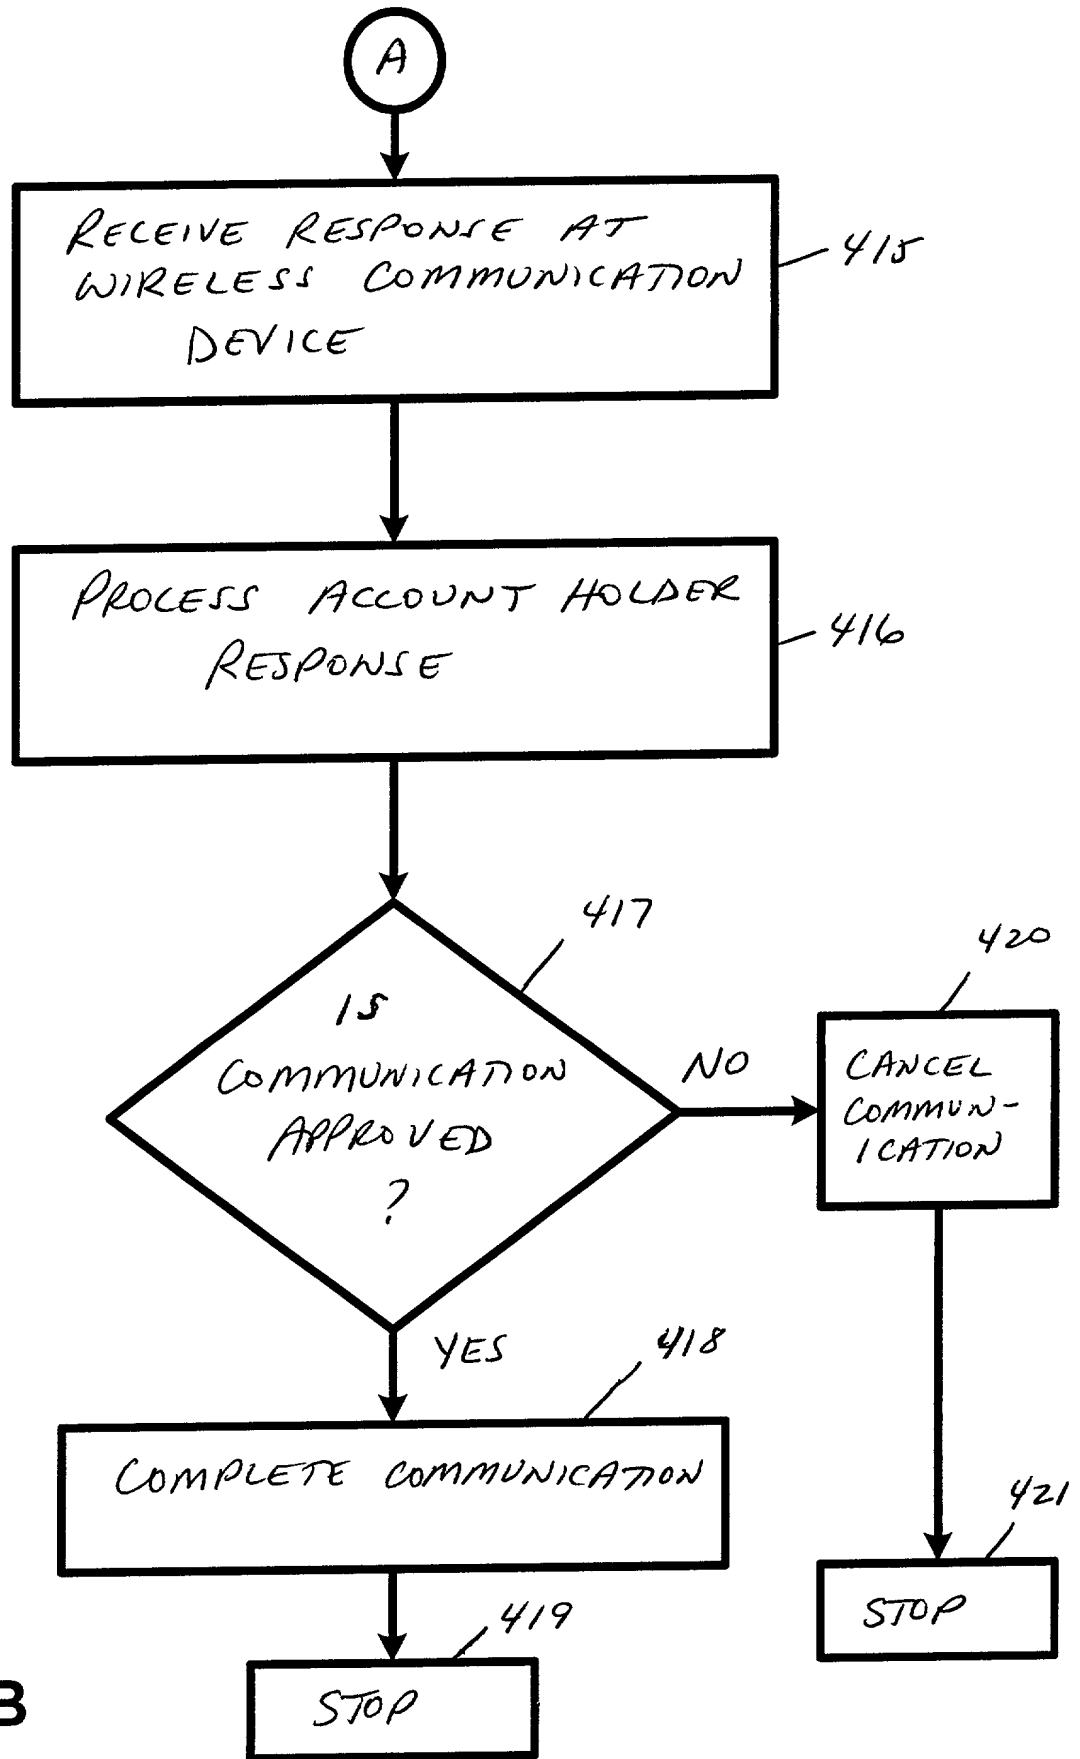 A
RECEIVE RESPONSE AT
WIRELESS COMMUNICATION
DEVICE
415
PROCESS ACCOUNT HOLDER
RESPONSE
416
417
IS
COMMUNICATION
APPROVED
?
NO
420
CANCEL
COMMUN-
ICATION
YES
418
COMPLETE COMMUNICATION
421
STOP
419
STOP
B